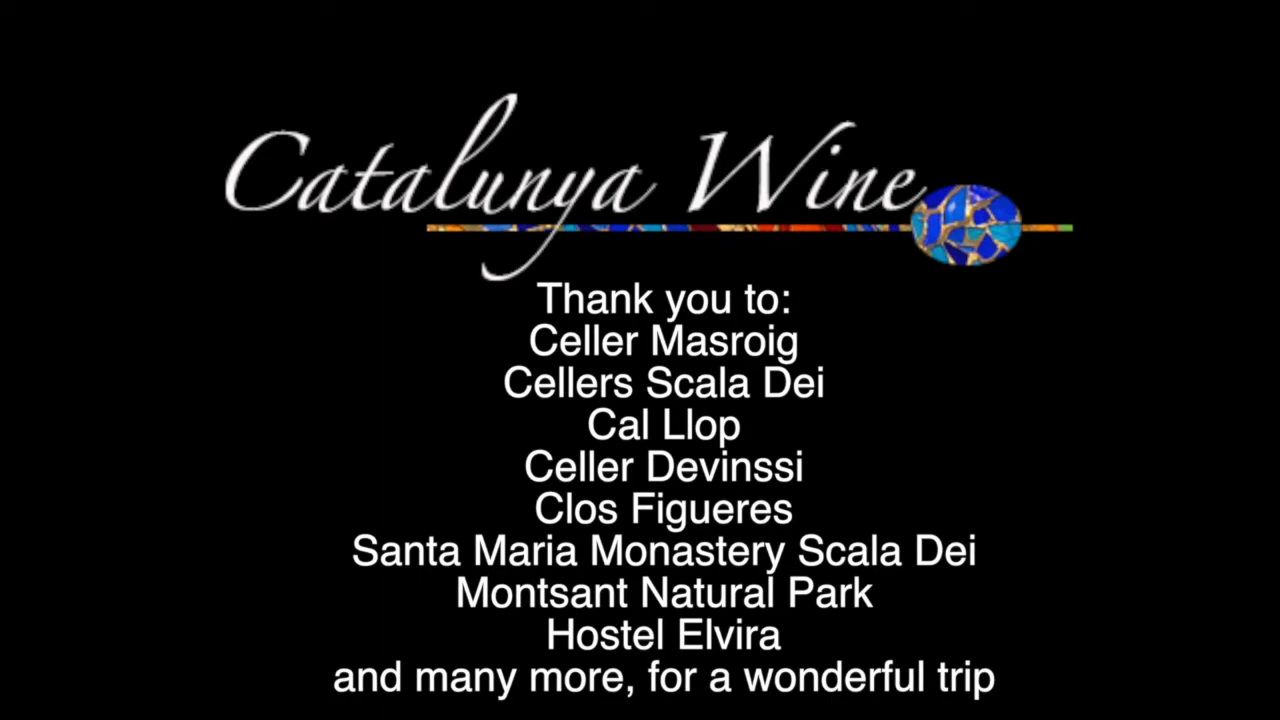 Catalunya Wine
Thank you to:
Celler Masroig
Cellers Scala Dei
Cal Llop
Celler Devinssi
Clos Figueres
Santa Maria Monastery Scala Dei
Montsant Natural Park
Hostel Elvira
and many more, for a wonderful trip